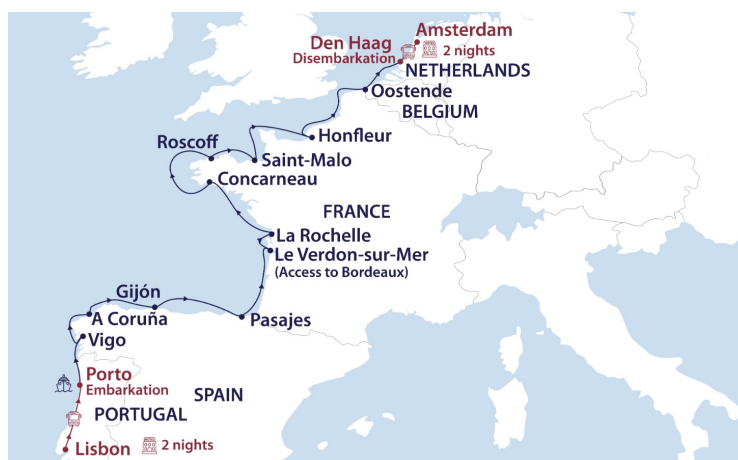 Amsterdam
2 nights
Den Haag
Disembarkation
NETHERLANDS
Oostende
BELGIUM
Honfleur
Roscoff
Saint-Malo
Concarneau
FRANCE
La Rochelle
Le Verdon-sur-Mer
(Access to Bordeaux)
Gijón
A Coruña
Pasajes
Vigo
Porto
Embarkation
SPAIN
PORTUGAL
Lisbon
2 nights